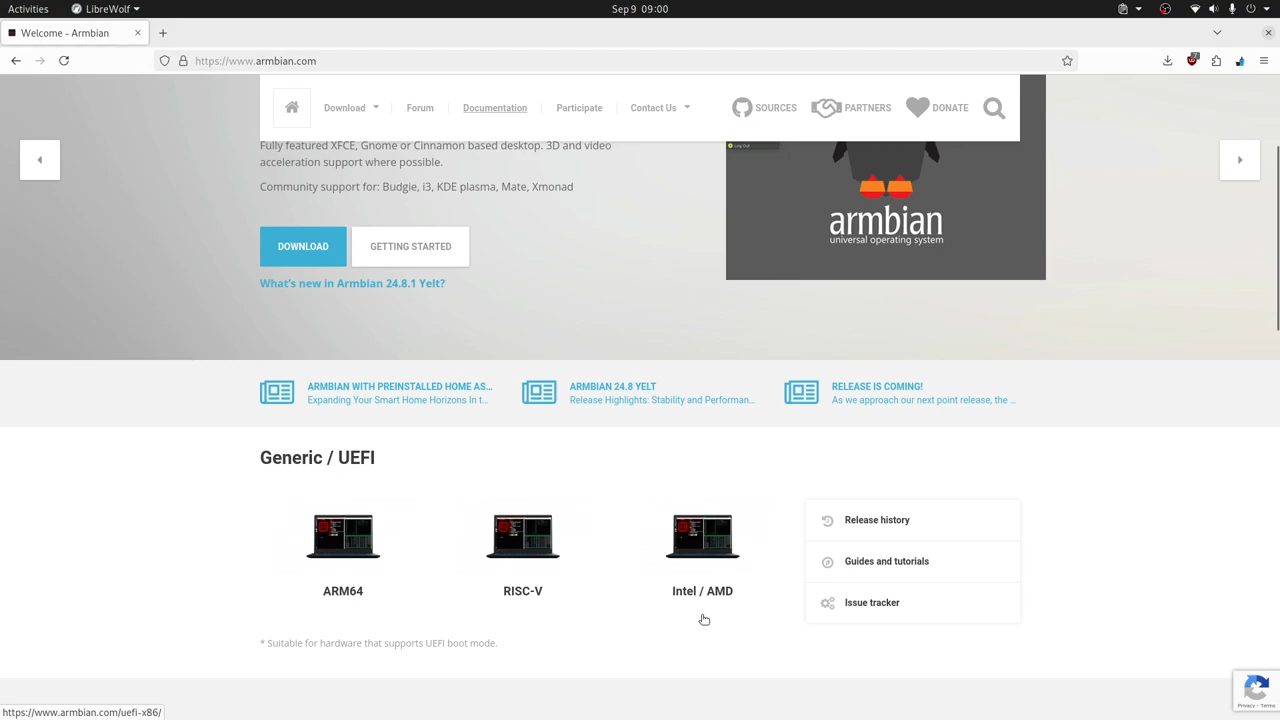 Activities
LibreWolf
Sep 9 09:00
Welcome - Armbian
https://www.armbian.com
7
Download
Forum
Documentation
Participate
Contact Us
SOURCES
PARTNERS
DONATE
Fully featured XFCE, Gnome or Cinnamon based desktop. 3D and video
acceleration support where possible.
Community support for: Budgie, i3, KDE plasma, Mate, Xmonad
Log Out
armbian
universal operating system
DOWNLOAD
GETTING STARTED
What's new in Armbian 24.8.1 Yelt?
ARMBIAN WITH PREINSTALLED HOME AS...
Expanding Your Smart Home Horizons In t...
ARMBIAN 24.8 YELT
Release Highlights: Stability and Performan...
RELEASE IS COMING!
As we approach our next point release, the ...
Generic / UEFI
ARM64
RISC-V
Intel / AMD
Release history
Guides and tutorials
Issue tracker
* Suitable for hardware that supports UEFI boot mode.
Privacy - Terms
https://www.armbian.com/uefi-x86/